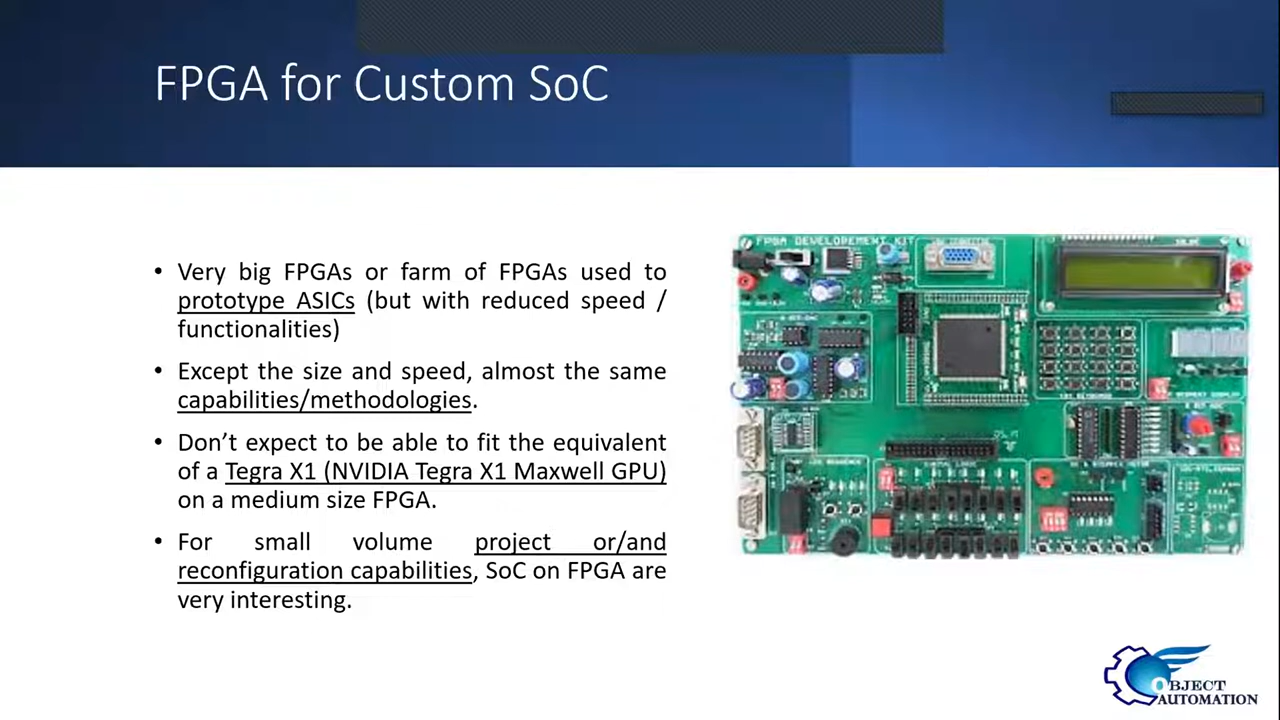 FPGA for Custom SoC
• Very big FPGAs or farm of FPGAs used to
prototype ASICs (but with reduced speed /
functionalities)
• Except the size and speed, almost the same
capabilities/methodologies.
• Don’t expect to be able to fit the equivalent
of a Tegra X1 (NVIDIA Tegra X1 Maxwell GPU)
on a medium size FPGA.
• For small volume project or/and
reconfiguration capabilities, SoC on FPGA are
very interesting.
FPGA DEVELOPEMENT KIT
OBJECT
AUTOMATION